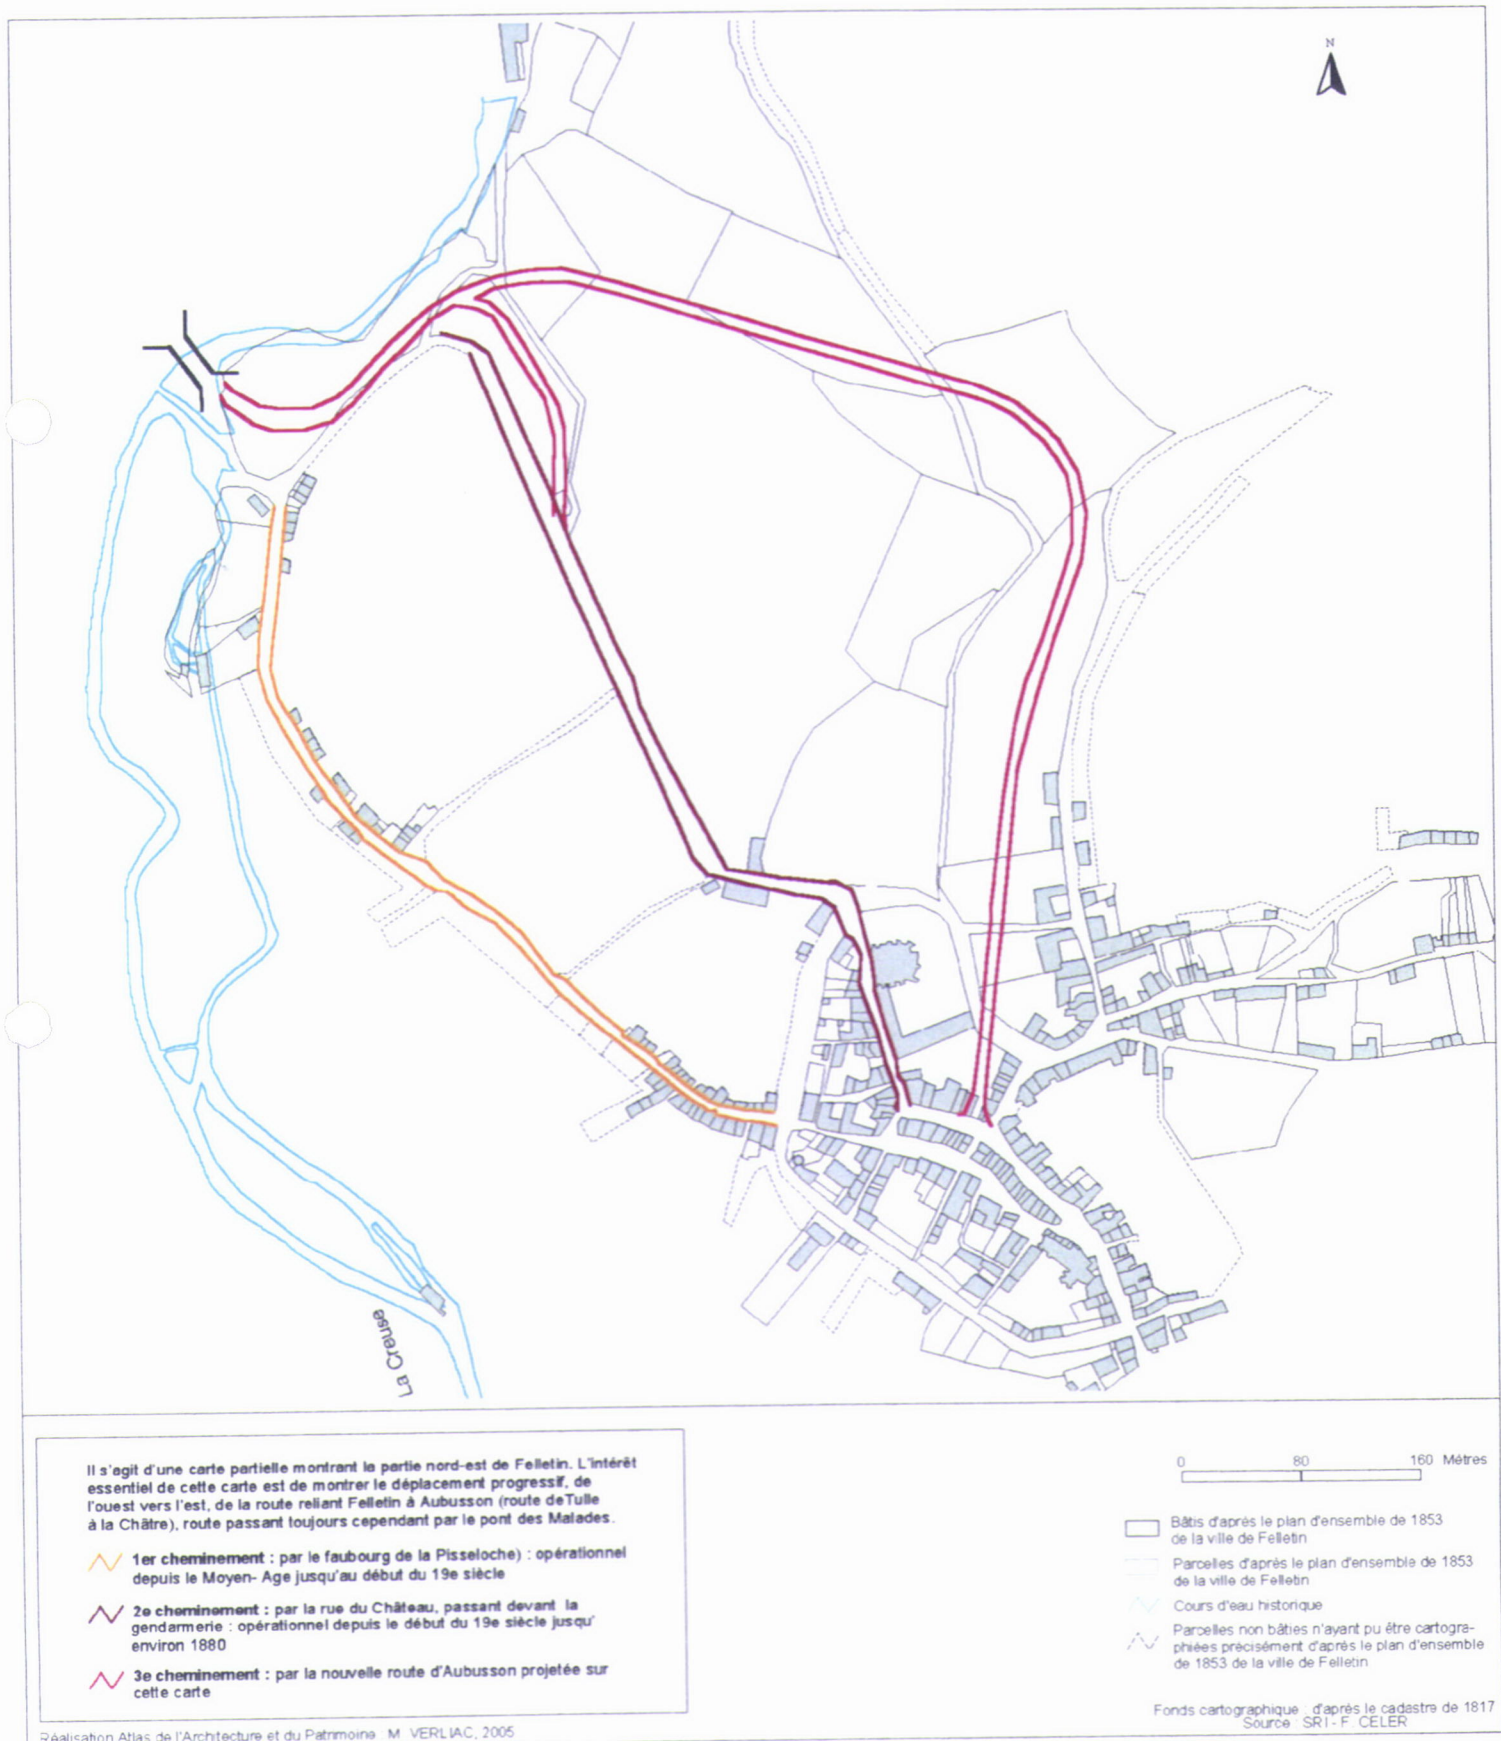 N
La Creuse
Il s'agit d'une carte partielle montrant la partie nord-est de Felletin. L'intérêt
essentiel de cette carte est de montrer le déplacement progressif, de
l'ouest vers l'est, de la route reliant Felletin à Aubusson (route de Tulle
à la Châtre), route passant toujours cependant par le pont des Malades.
1er cheminement : par le faubourg de la Pisseloche) : opérationnel
depuis le Moyen- Age jusqu'au début du 19e siècle
2e cheminement : par la rue du Château, passant devant la
gendarmerie : opérationnel depuis le début du 19e siècle jusqu'
environ 1880
3e cheminement : par la nouvelle route d'Aubusson projetée sur
cette carte
Réalisation Atlas de l'Architecture et du Patrimoine : M. VERLIAC, 2005
0 80 160 Métres
Bâtis d'après le plan d'ensemble de 1853
de la ville de Felletin
Parcelles d'après le plan d'ensemble de 1853
de la ville de Felletin
Cours d'eau historique
Parcelles non bâties n'ayant pu être cartogra-
phiées précisément d'après le plan d'ensemble
de 1853 de la ville de Felletin
Fonds cartographique : d'après le cadastre de 1817
Source : SRI - F. CELER